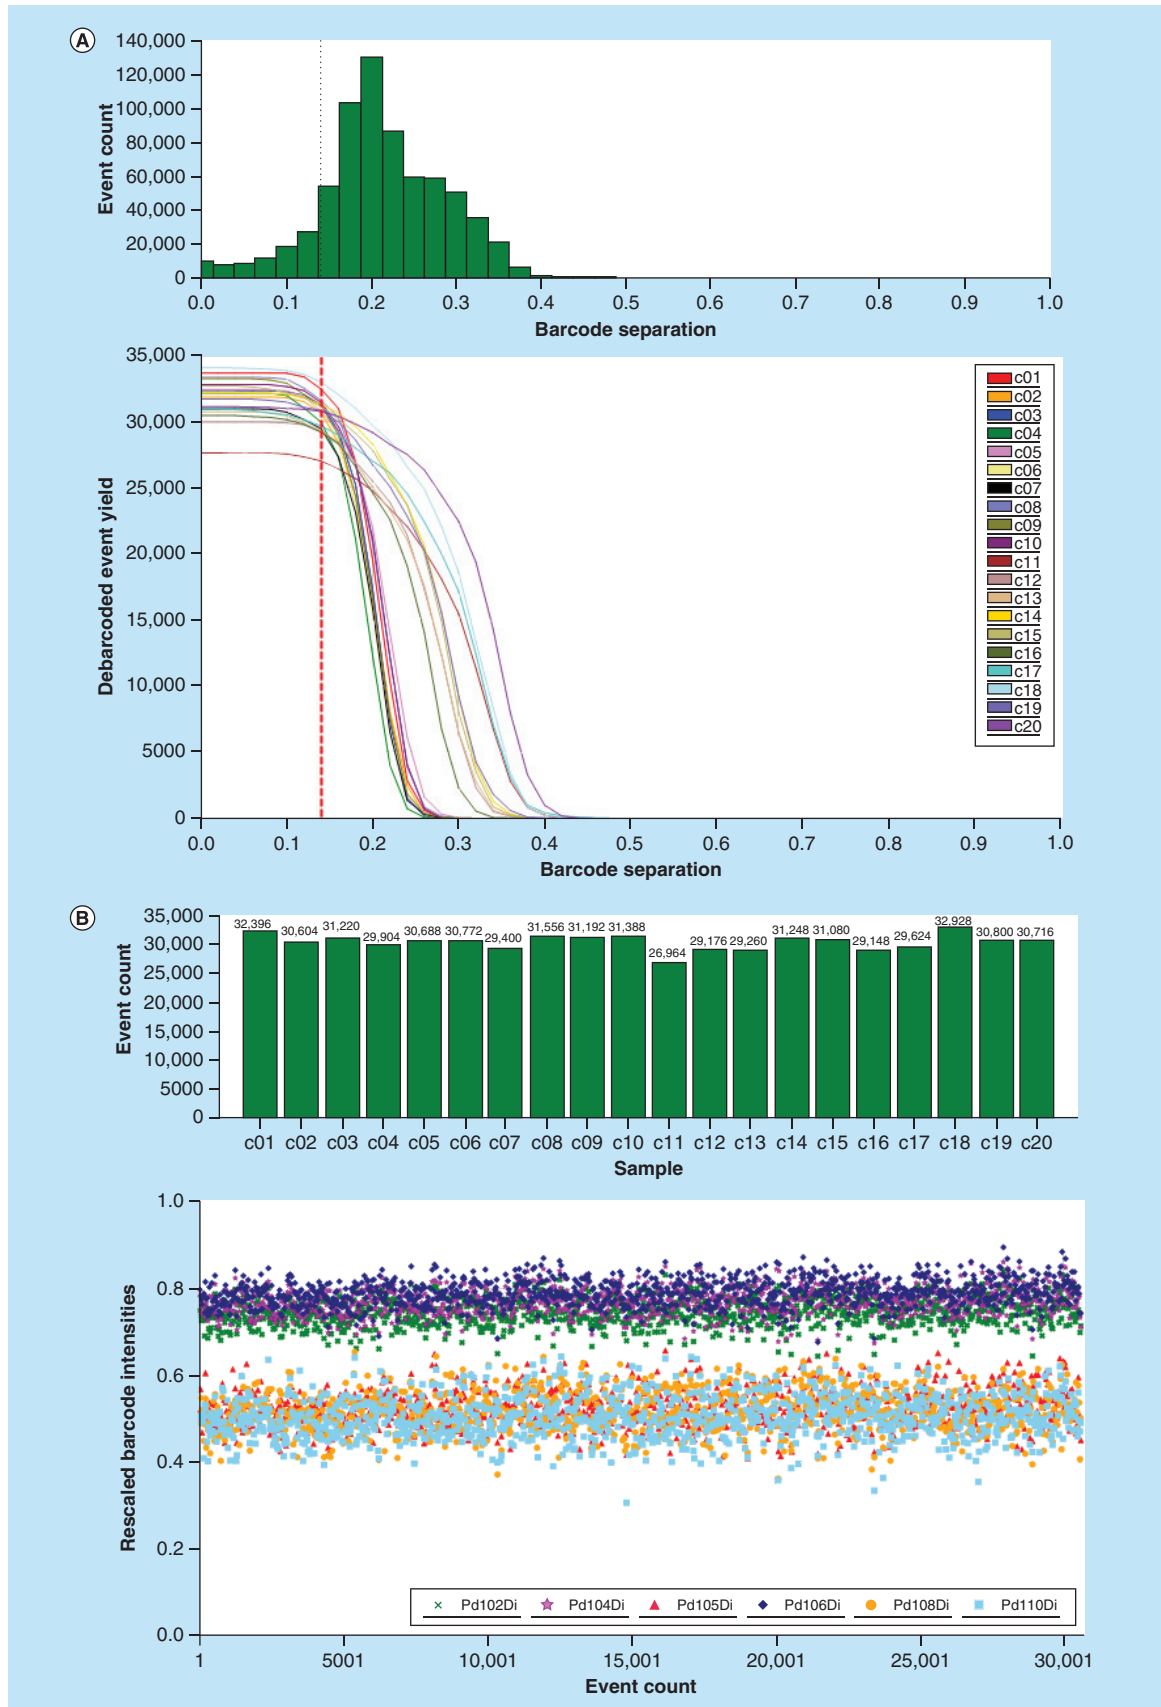 A
140,000
120,000
100,000
80,000
60,000
40,000
20,000
0
Event count
0.0 0.1 0.2 0.3 0.4 0.5 0.6 0.7 0.8 0.9 1.0
Barcode separation
35,000
30,000
25,000
20,000
15,000
10,000
5000
0
Debarcoded event yield
c01
c02
c03
c04
c05
c06
c07
c08
c09
c10
c11
c12
c13
c14
c15
c16
c17
c18
c19
c20
0.0 0.1 0.2 0.3 0.4 0.5 0.6 0.7 0.8 0.9 1.0
Barcode separation
B
35,000
30,000
25,000
20,000
15,000
10,000
5000
0
Event count
32,396 30,604 31,220 29,904 30,688 30,772 29,400 31,556 31,192 31,388 26,964 29,176 29,260 31,248 31,080 29,148 29,624 32,928 30,800 30,716
c01 c02 c03 c04 c05 c06 c07 c08 c09 c10 c11 c12 c13 c14 c15 c16 c17 c18 c19 c20
Sample
1.0
0.8
0.6
0.4
0.2
0.0
Rescaled barcode intensities
Pd102Di Pd104Di Pd105Di Pd106Di Pd108Di Pd110Di
1 5001 10,001 15,001 20,001 25,001 30,001
Event count